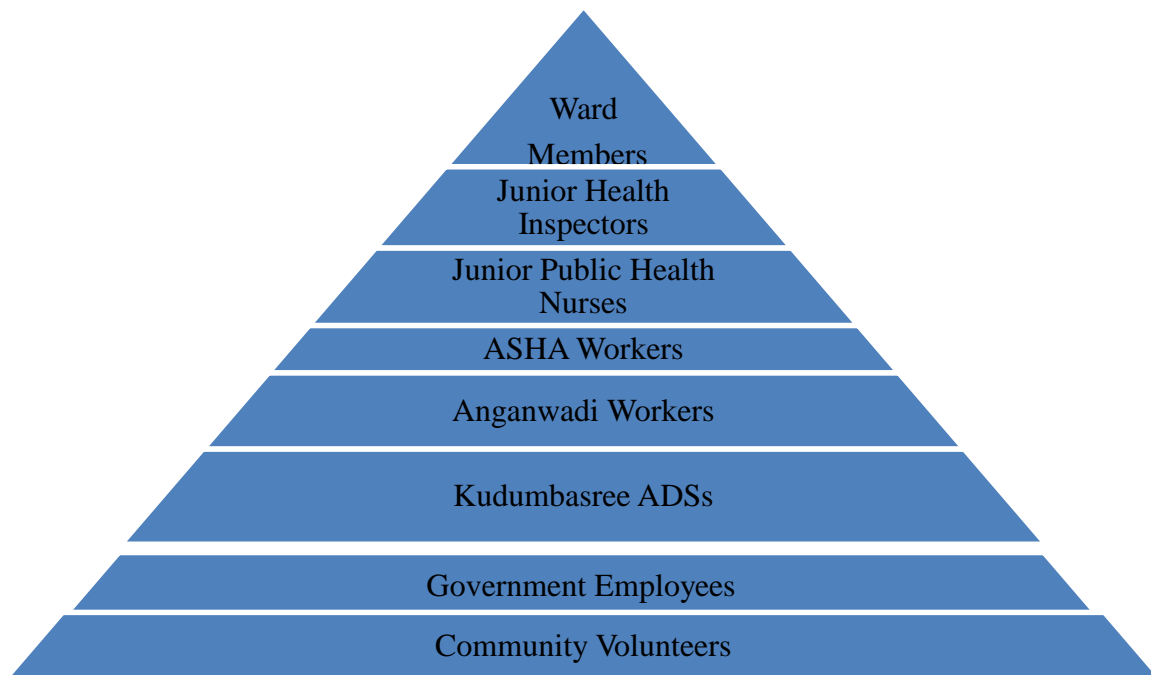 Ward
Members
Junior Health
Inspectors
Junior Public Health
Nurses
ASHA Workers
Anganwadi Workers
Kudumbasree ADSs
Government Employees
Community Volunteers